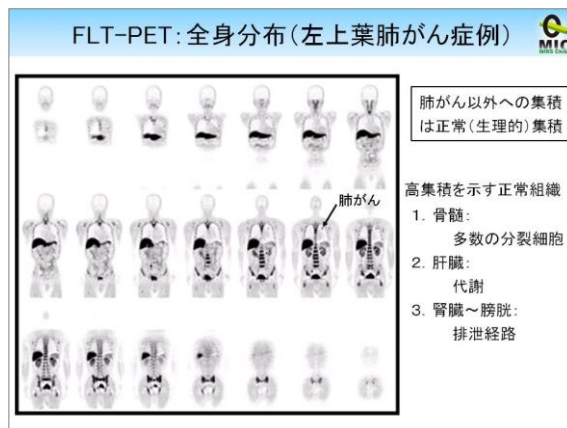 FLT-PET:全身分布(左上葉肺がん症例)
肺がん以外への集積
は正常(生理的)集積
肺がん
高集積を示す正常組織
1. 骨髄:
多数の分裂細胞
2. 肝臓:
代謝
3. 腎臓~膀胱:
排泄経路